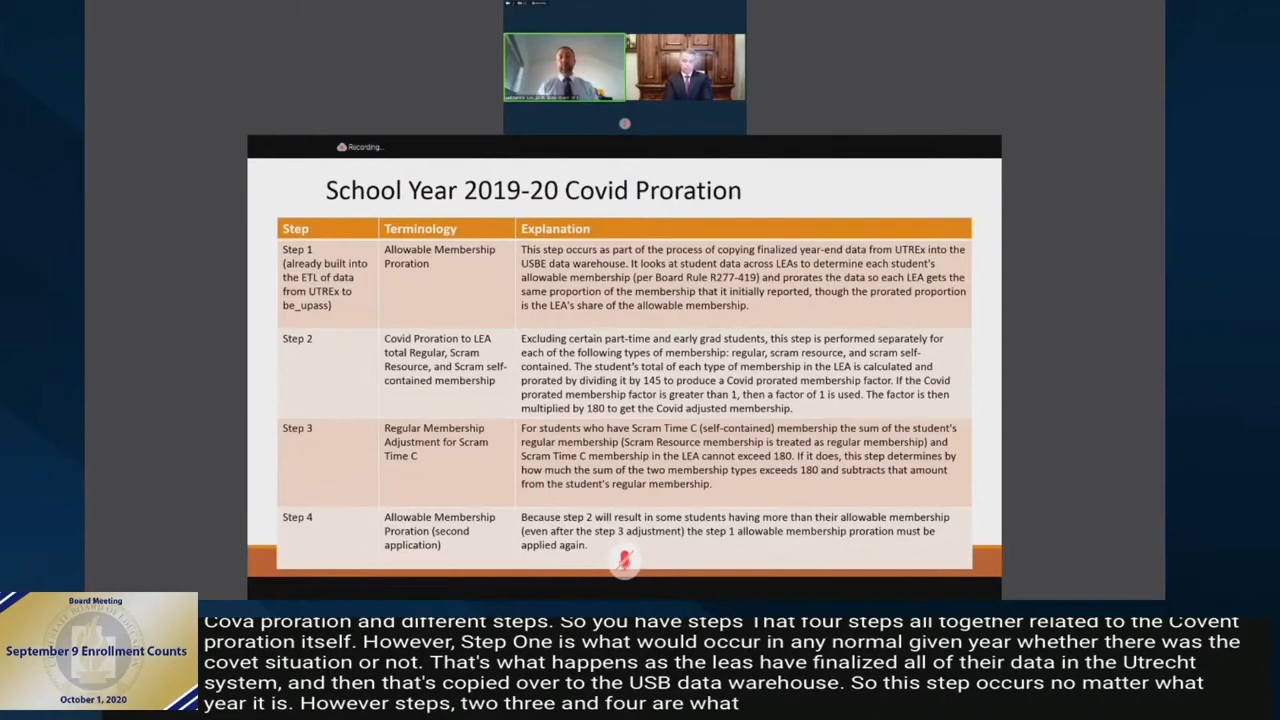 Recording...
School Year 2019-20 Covid Proration
Step Terminology Explanation
Step 1
(already built into
the ETL of data
from UTREx to
be_upass)
Allowable Membership
Proration
This step occurs as part of the process of copying finalized year-end data from UTREx into the
USBE data warehouse. It looks at student data across LEAs to determine each student's
allowable membership (per Board Rule R277-419) and prorates the data so each LEA gets the
same proportion of the membership that it initially reported, though the prorated proportion
is the LEA's share of the allowable membership.
Step 2
Covid Proration to LEA
total Regular, Scram
Resource, and Scram self-
contained membership
Excluding certain part-time and early grad students, this step is performed separately for
each of the following types of membership: regular, scram resource, and scram self-
contained. The student's total of each type of membership in the LEA is calculated and
prorated by dividing it by 145 to produce a Covid prorated membership factor. If the Covid
prorated membership factor is greater than 1, then a factor of 1 is used. The factor is then
multiplied by 180 to get the Covid adjusted membership.
Step 3
Regular Membership
Adjustment for Scram
Time C
For students who have Scram Time C (self-contained) membership the sum of the student's
regular membership (Scram Resource membership is treated as regular membership) and
Scram Time C membership in the LEA cannot exceed 180. If it does, this step determines by
how much the sum of the two membership types exceeds 180 and subtracts that amount
from the student's regular membership.
Step 4
Allowable Membership
Proration (second
application)
Because step 2 will result in some students having more than their allowable membership
(even after the step 3 adjustment) the step 1 allowable membership proration must be
applied again.
Board Meeting
September 9 Enrollment Counts
October 1, 2020
Cova proration and different steps. So you have steps That four steps all together related to the Covent
proration itself. However, Step One is what would occur in any normal given year whether there was the
covet situation or not. That's what happens as the leas have finalized all of their data in the Utrecht
system, and then that's copied over to the USB data warehouse. So this step occurs no matter what
year it is. However steps, two three and four are what